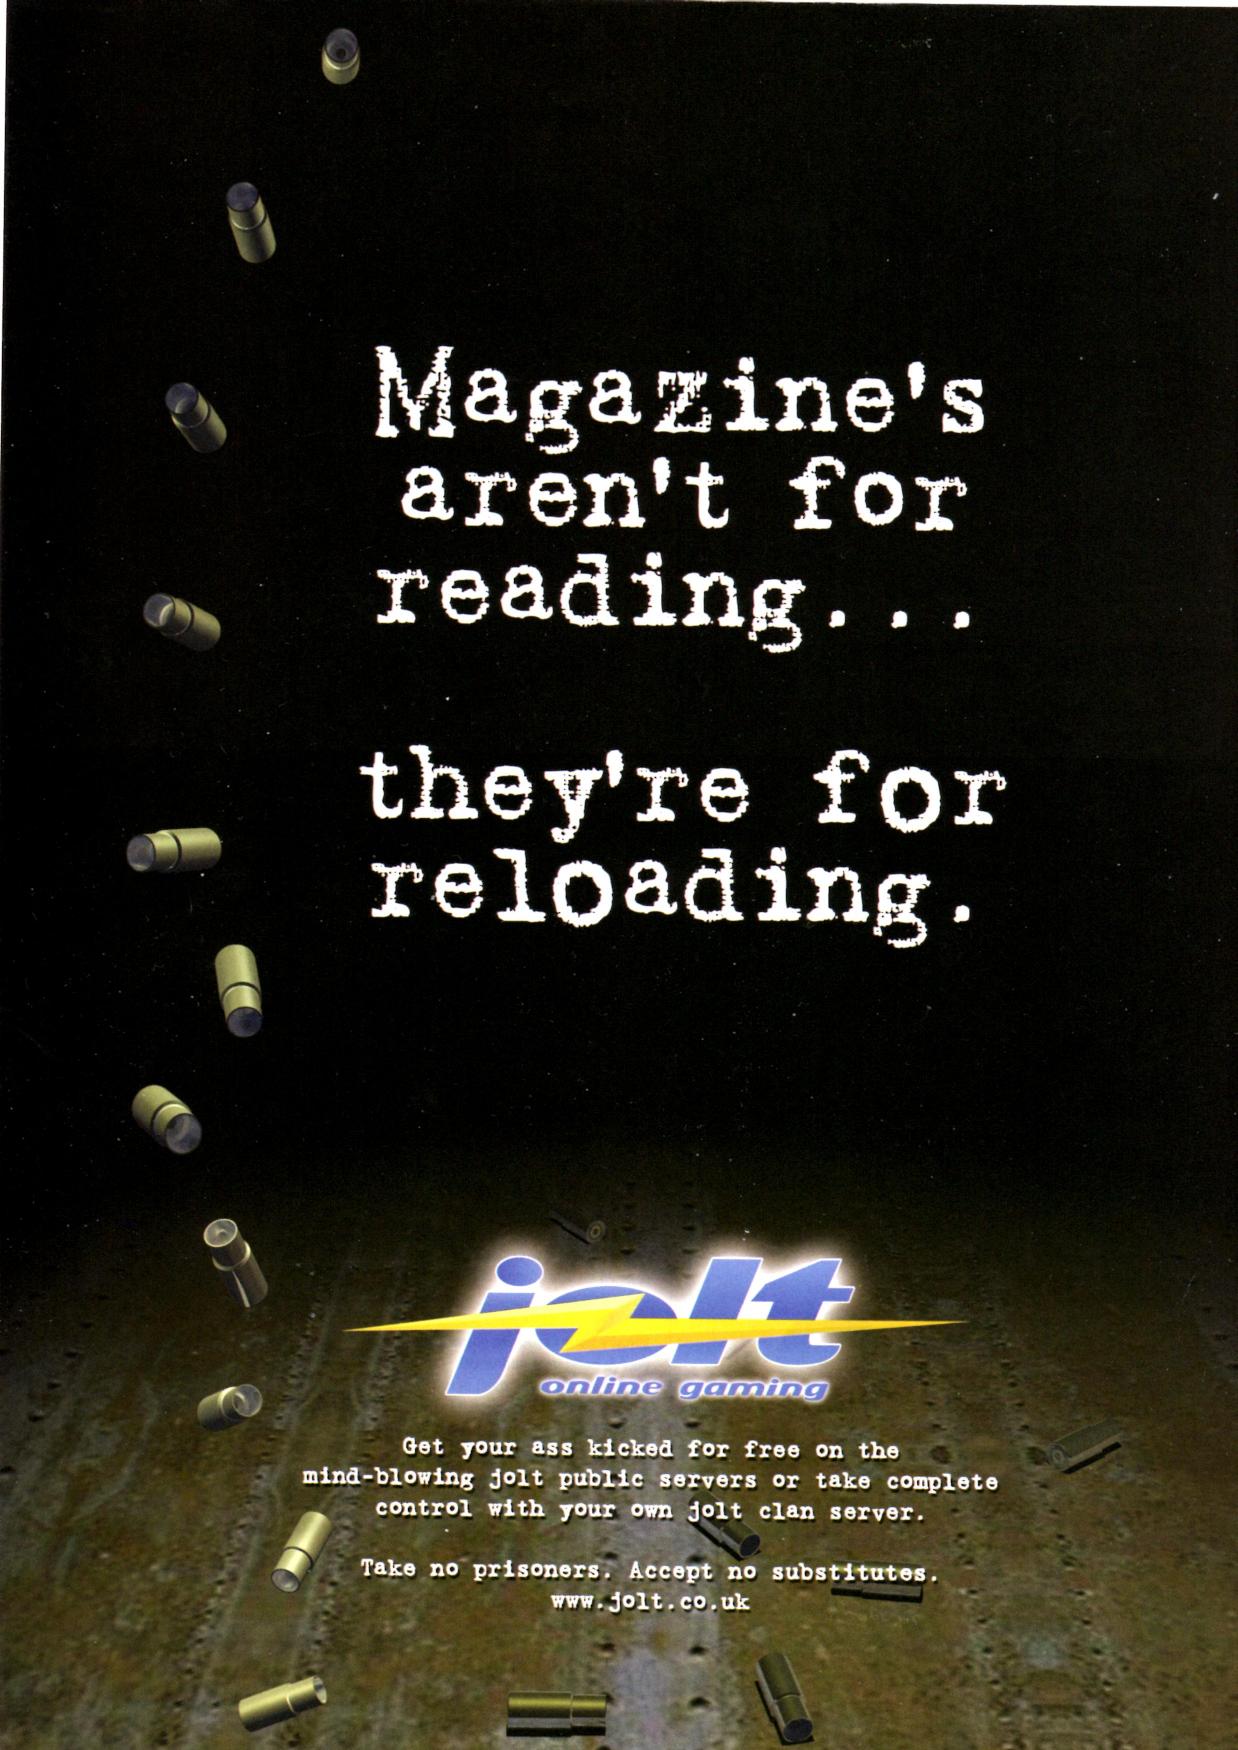 Magazine's
aren't for
reading...
they're for
reloading.
jolt
online gaming
Get your ass kicked for free on the
mind-blowing jolt public servers or take complete
control with your own jolt clan server.
Take no prisoners. Accept no substitutes.
www.jolt.co.uk